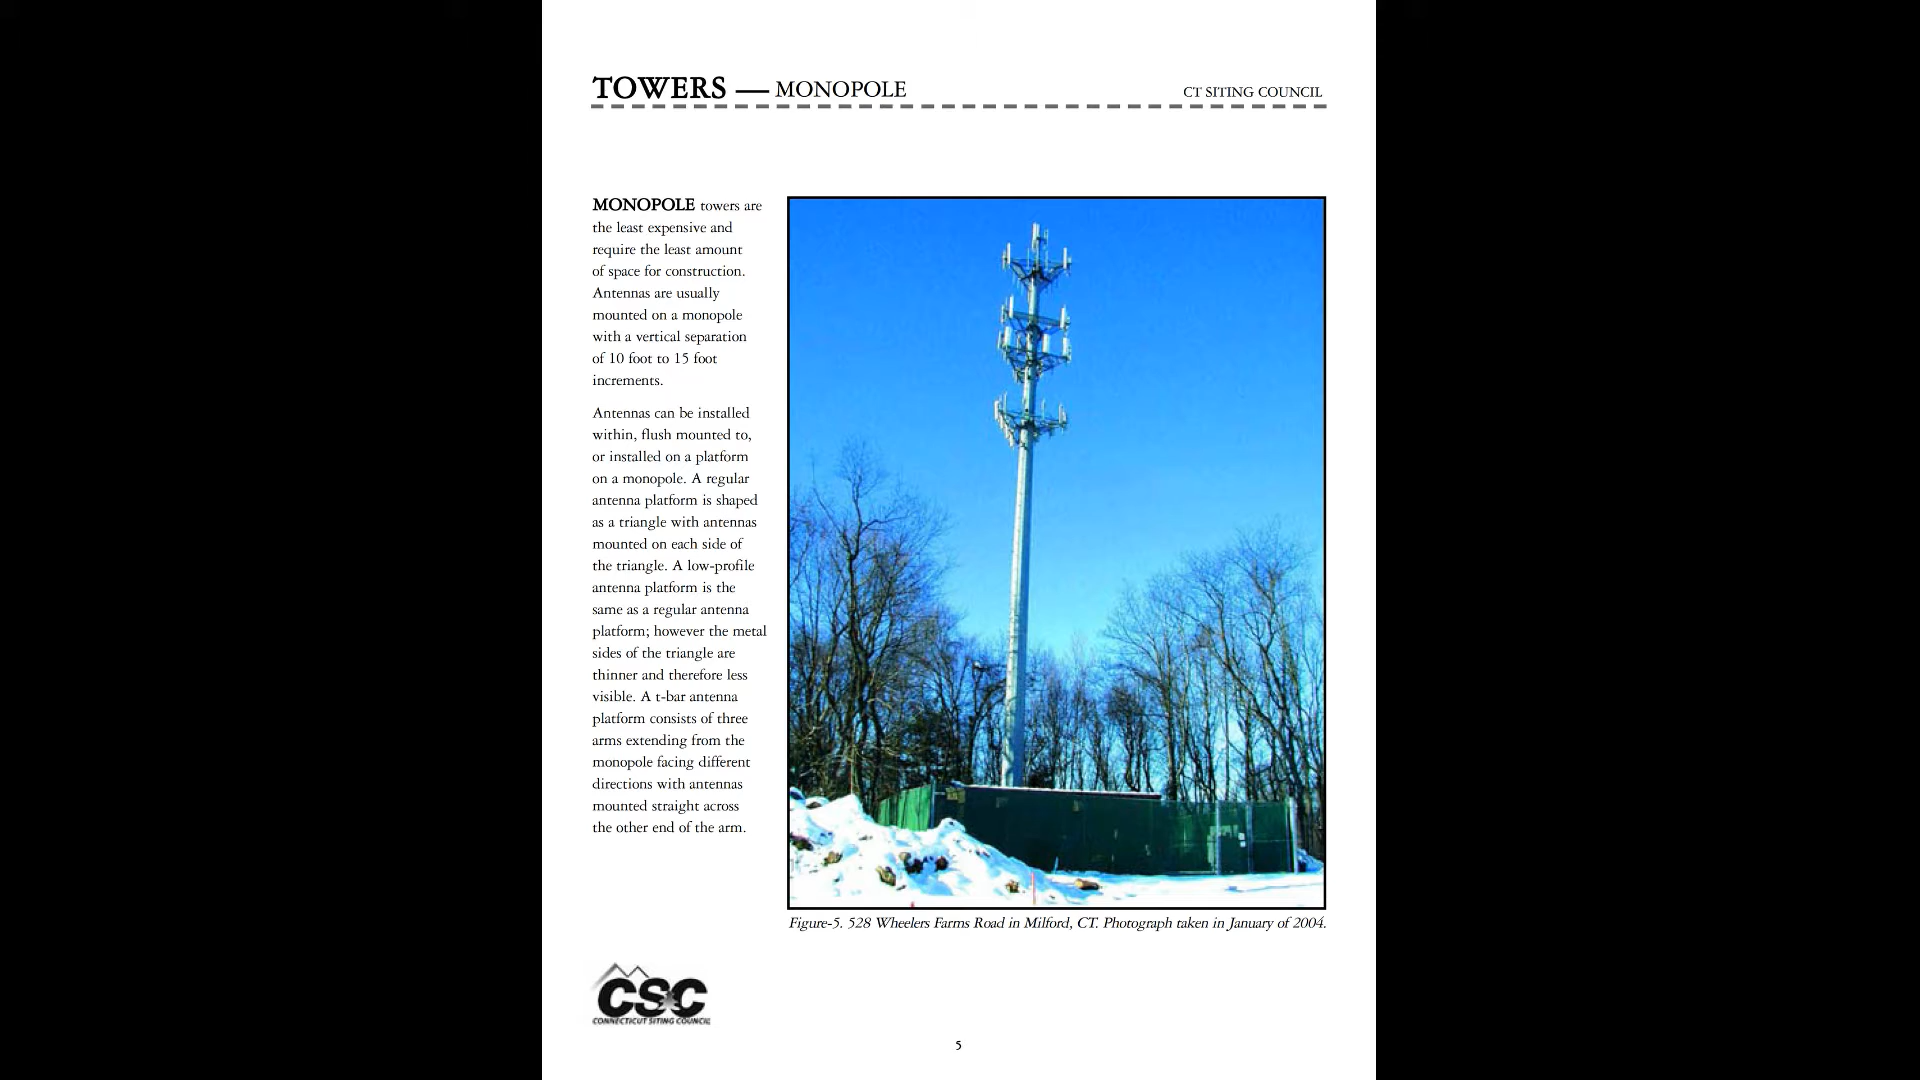 TOWERS — MONOPOLE
CT SITING COUNCIL
MONOPOLE towers are
the least expensive and
require the least amount
of space for construction.
Antennas are usually
mounted on a monopole
with a vertical separation
of 10 foot to 15 foot
increments.
Antennas can be installed
within, flush mounted to,
or installed on a platform
on a monopole. A regular
antenna platform is shaped
as a triangle with antennas
mounted on each side of
the triangle. A low-profile
antenna platform is the
same as a regular antenna
platform; however the metal
sides of the triangle are
thinner and therefore less
visible. A t-bar antenna
platform consists of three
arms extending from the
monopole facing different
directions with antennas
mounted straight across
the other end of the arm.
Figure-5. 528 Wheelers Farms Road in Milford, CT. Photograph taken in January of 2004.
CSC
CONNECTICUT SITING COUNCIL
5